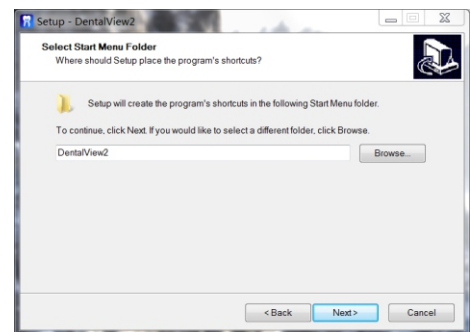 Setup - DentalView2
Select Start Menu Folder
Where should Setup place the program's shortcuts?
Setup will create the program's shortcuts in the following Start Menu folder.
To continue, click Next. If you would like to select a different folder, click Browse.
DentalView2
Browse...
< Back
Next >
Cancel